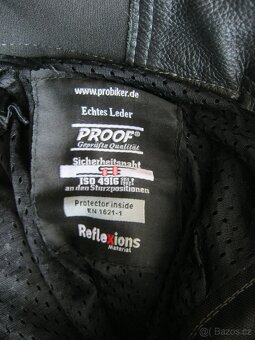 www.probiker.de
Echtes Leder
PROOF®
Geprüfte Qualität
Sicherheitsnaht
ISO 4916
an den Sturzpositionen
Protector inside
EN 1621-1
Reflexions
Material
Bazos.cz